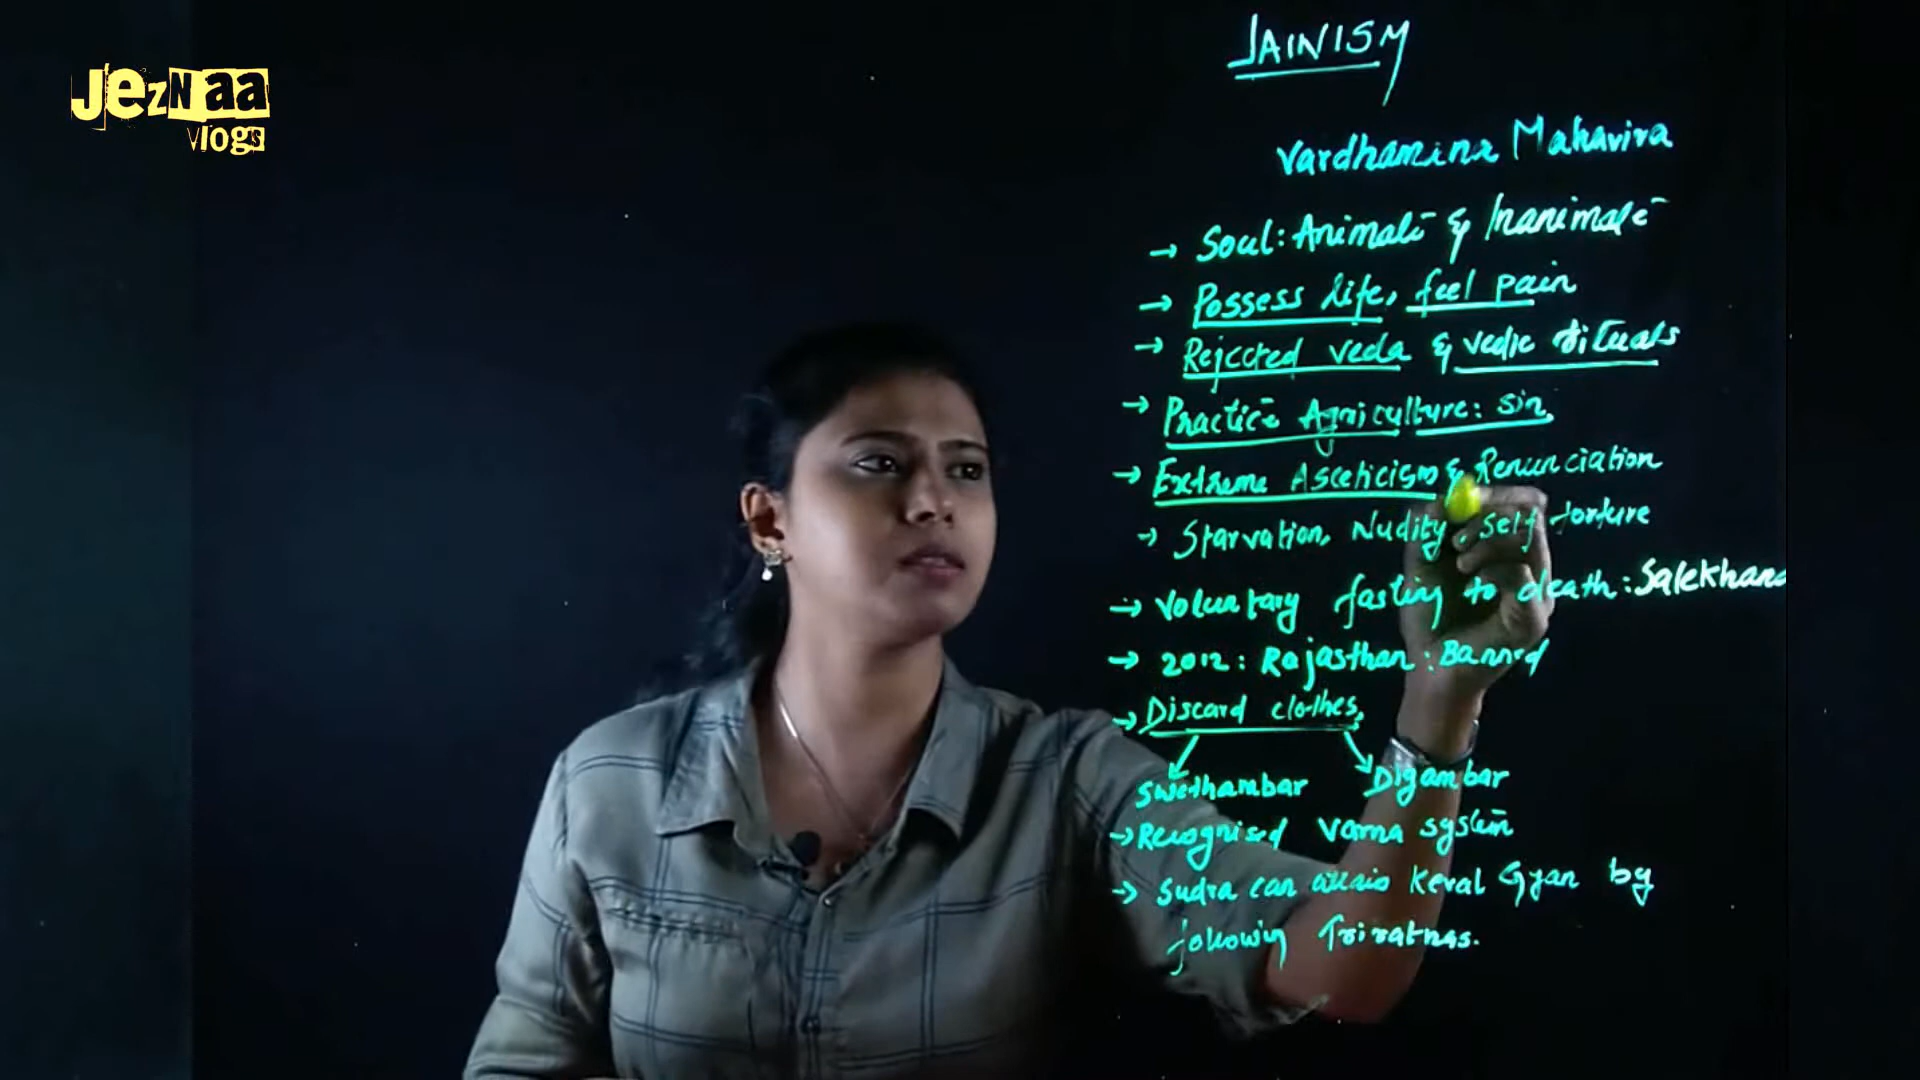 Jeznaa
vlogs
JAINISM
Vardhamana Mahavira
→ Soul: Animate & Inanimate
→ Possess life, feel pain
→ Rejected veda & vedic rituals
→ Practice Agriculture: sin
→ Extreme Asceticism & Renunciation
→ Starvation, Nudity, self torture
→ Voluntary fasting to death: Salekhana
→ 2012: Rajasthan: Banned
→ Discard clothes,
Swethambar Digambar
→ Recognised varna system
→ Sudra can attain Keval Gyan by
following Triratnas.